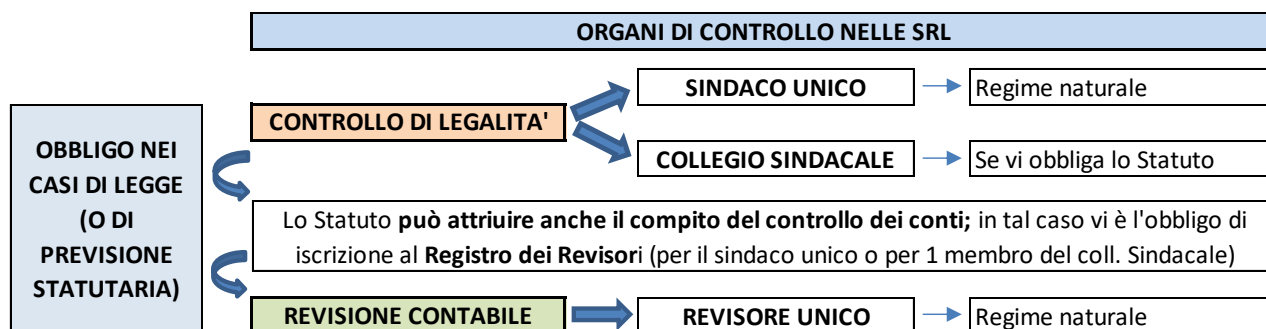 ORGANI DI CONTROLLO NELLE SRL
SINDACO UNICO
Regime naturale
CONTROLLO DI LEGALITA'
COLLEGIO SINDACALE
Se vi obbliga lo Statuto
OBBLIGO NEI
CASI DI LEGGE
(O DI
PREVISIONE
STATUTARIA)
Lo Statuto può attriuire anche il compito del controllo dei conti; in tal caso vi è l'obbligo di
iscrizione al Registro dei Revisori (per il sindaco unico o per 1 membro del coll. Sindacale)
REVISIONE CONTABILE
REVISORE UNICO
Regime naturale